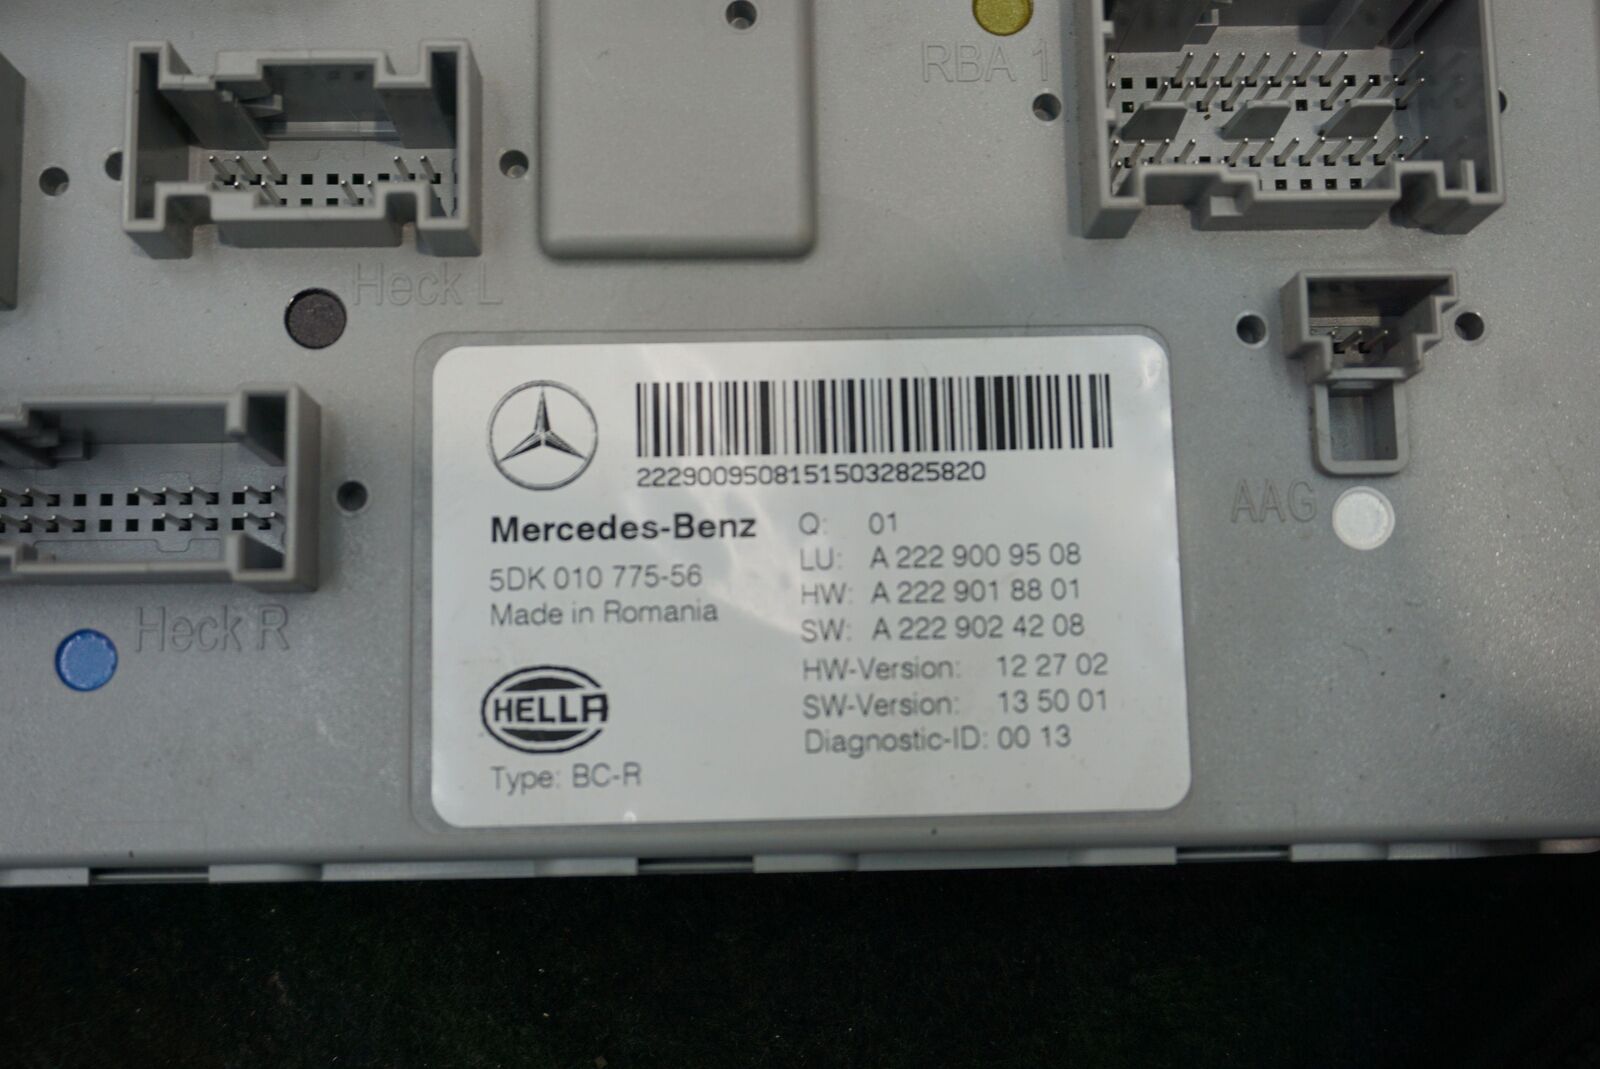 RBA 1
Heck L
AAG
Heck R
22290095081515032825820
Mercedes-Benz
5DK 010 775-56
Made in Romania
HELLA
Type: BC-R
Q: 01
LU: A 222 900 95 08
HW: A 222 901 88 01
SW: A 222 902 42 08
HW-Version: 12 27 02
SW-Version: 13 50 01
Diagnostic-ID: 00 13